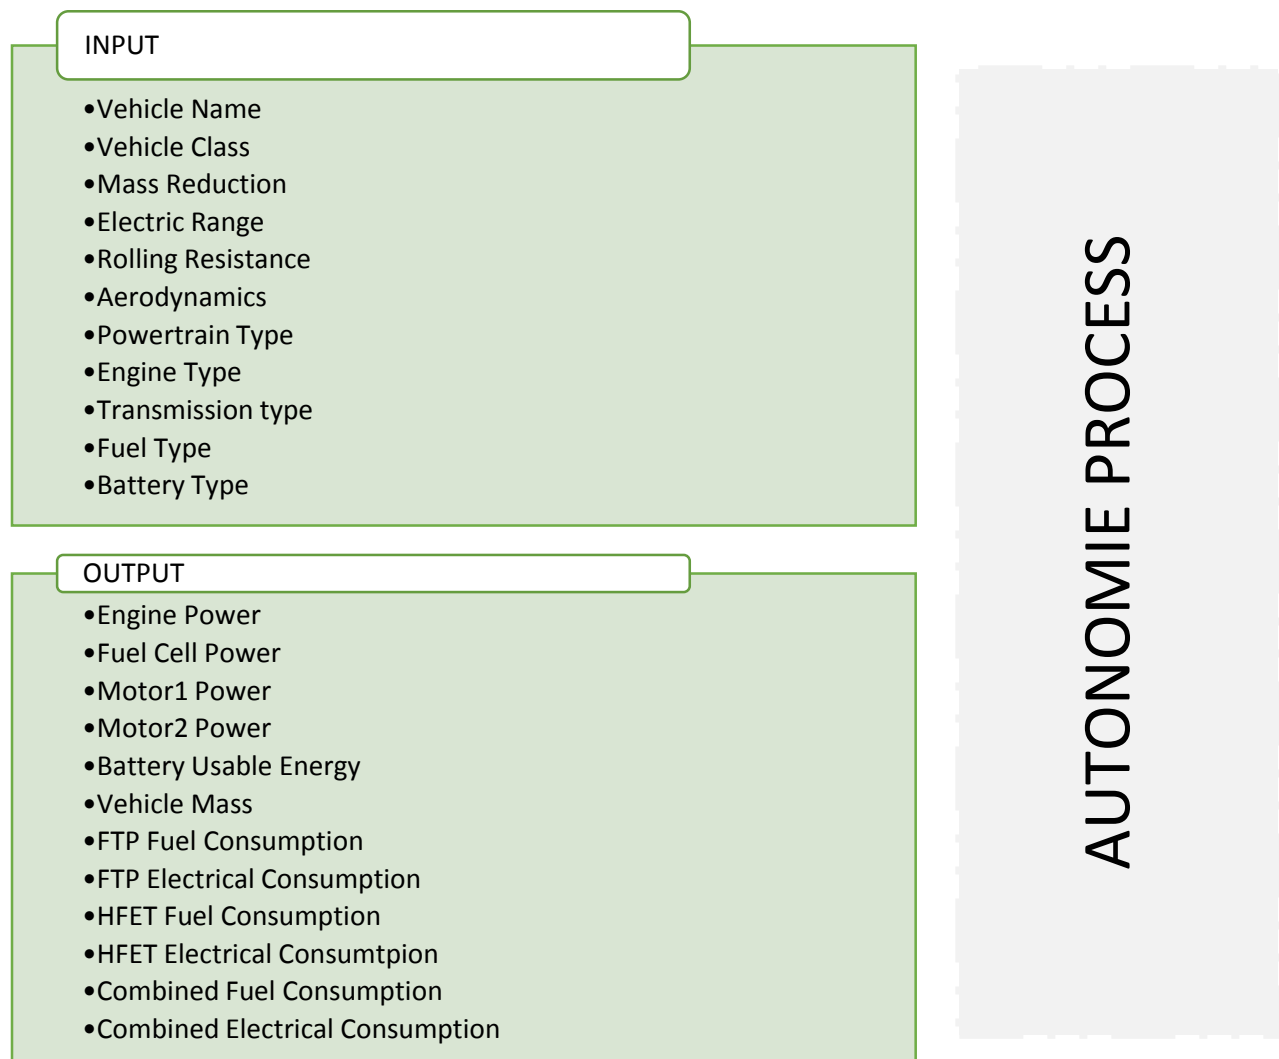 INPUT
•Vehicle Name
•Vehicle Class
•Mass Reduction
•Electric Range
•Rolling Resistance
•Aerodynamics
•Powertrain Type
•Engine Type
•Transmission type
•Fuel Type
•Battery Type
OUTPUT
•Engine Power
•Fuel Cell Power
•Motor1 Power
•Motor2 Power
•Battery Usable Energy
•Vehicle Mass
•FTP Fuel Consumption
•FTP Electrical Consumption
•HFET Fuel Consumption
•HFET Electrical Consumtpion
•Combined Fuel Consumption
•Combined Electrical Consumption
AUTONOMIE PROCESS